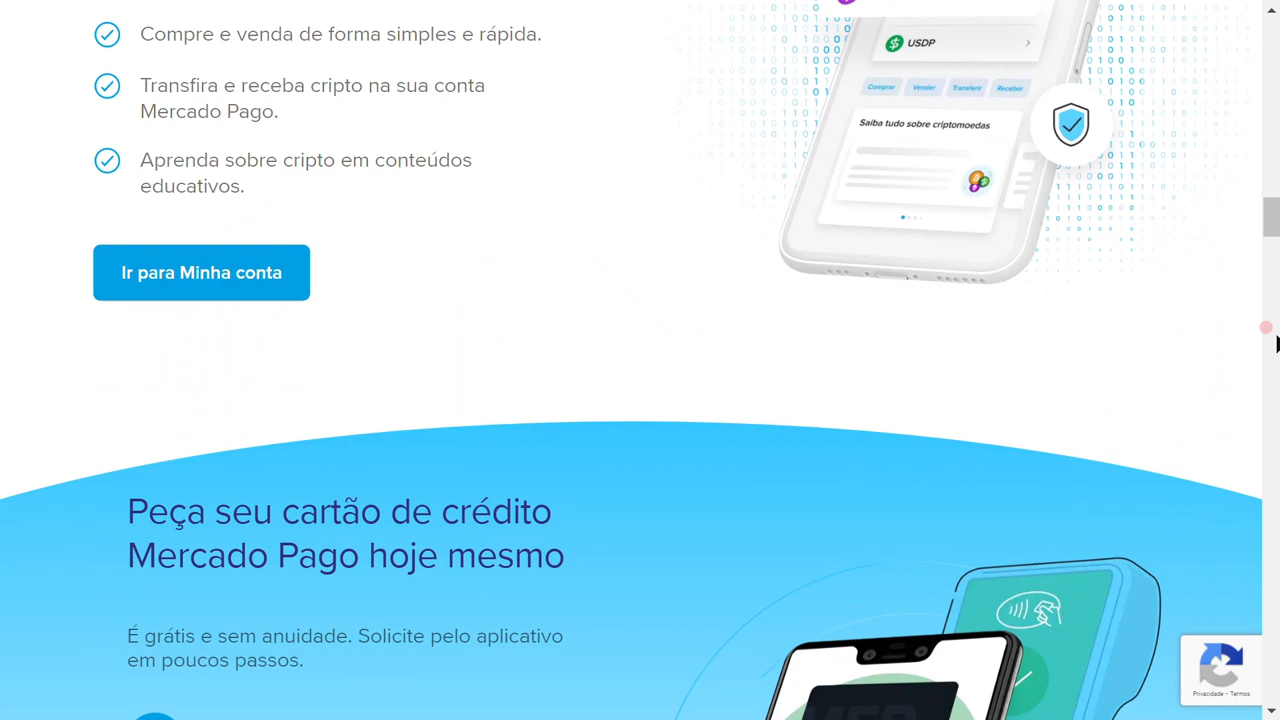 Compre e venda de forma simples e rápida.
Transfira e receba cripto na sua conta
Mercado Pago.
Aprenda sobre cripto em conteúdos
educativos.
Ir para Minha conta
USDP
Comprar Vender Transferir Receber
Saiba tudo sobre criptomoedas
Peça seu cartão de crédito
Mercado Pago hoje mesmo
É grátis e sem anuidade. Solicite pelo aplicativo
em poucos passos.
Privacidade - Termos